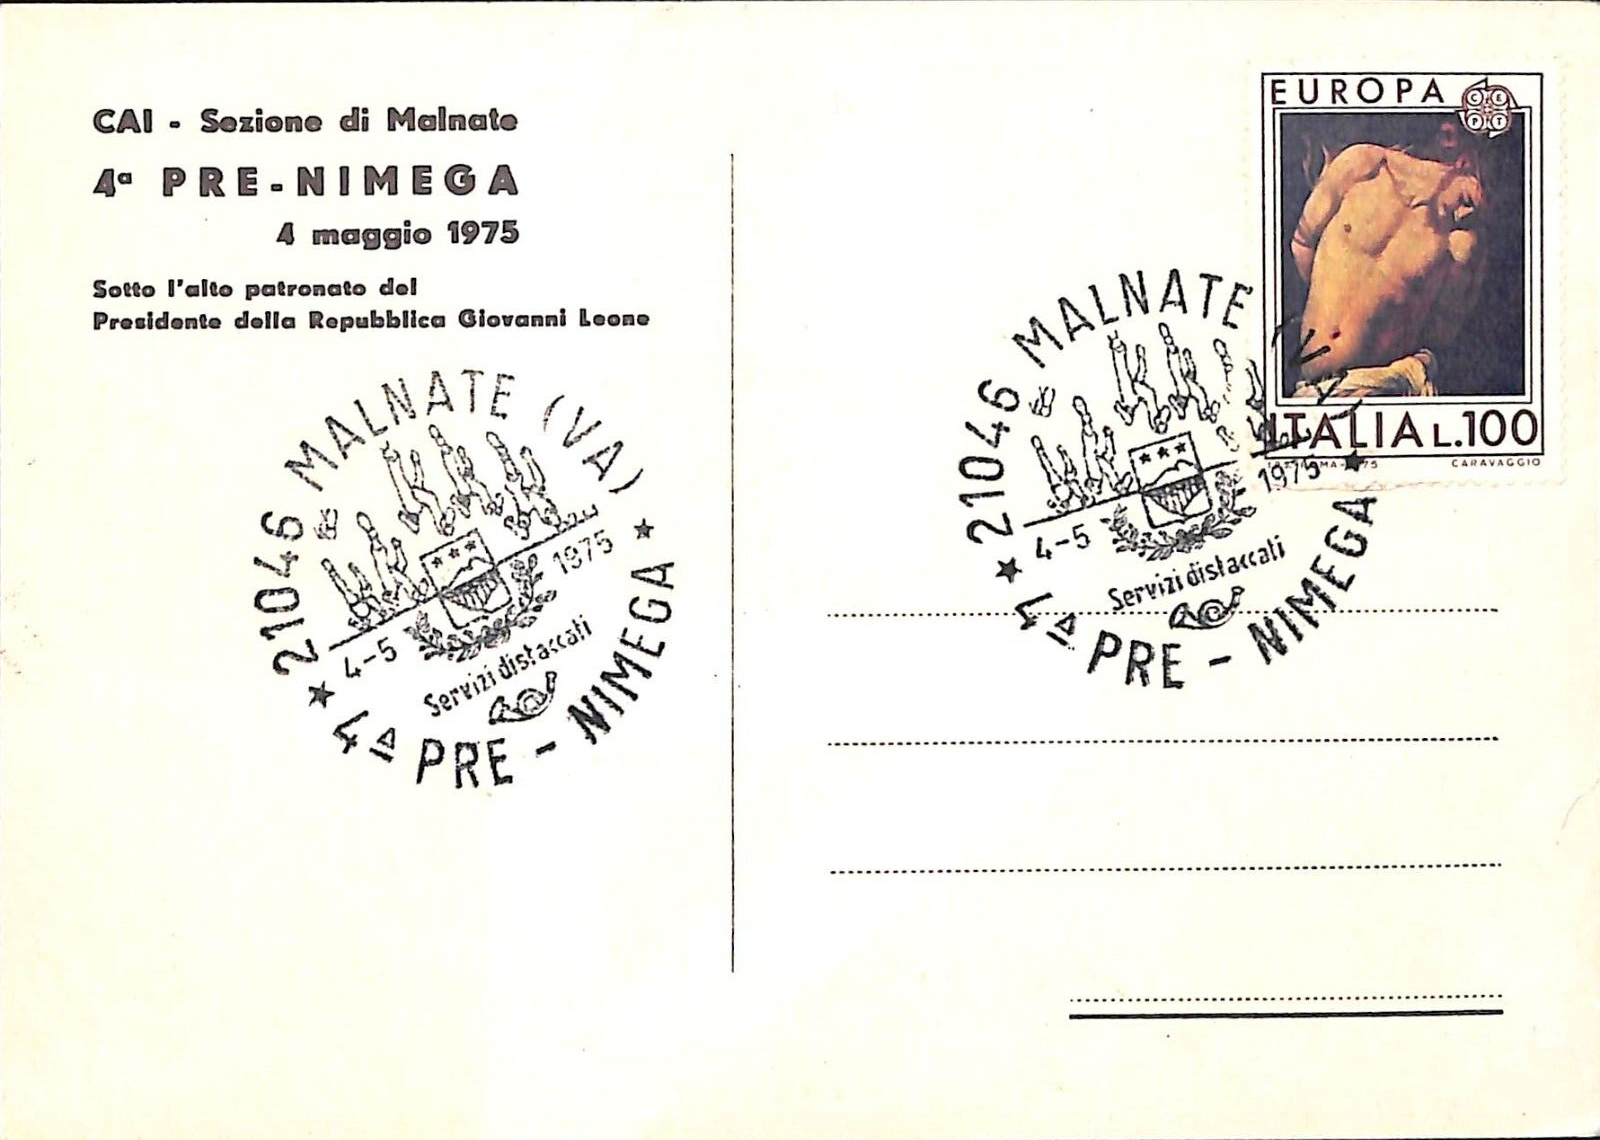 CAI - Sezione di Malnate
4ª PRE-NIMEGA
4 maggio 1975
Sotto l'alto patronato del
Presidente della Repubblica Giovanni Leone
21046 MALNATE (VA)
4-5 1975
Servizi distaccati
4ª PRE - NIMEGA
EUROPA
CEPT
ITALIA L.100
CARAVAGGIO
21046 MALNATE (VA)
4-5 1975
Servizi distaccati
4ª PRE - NIMEGA